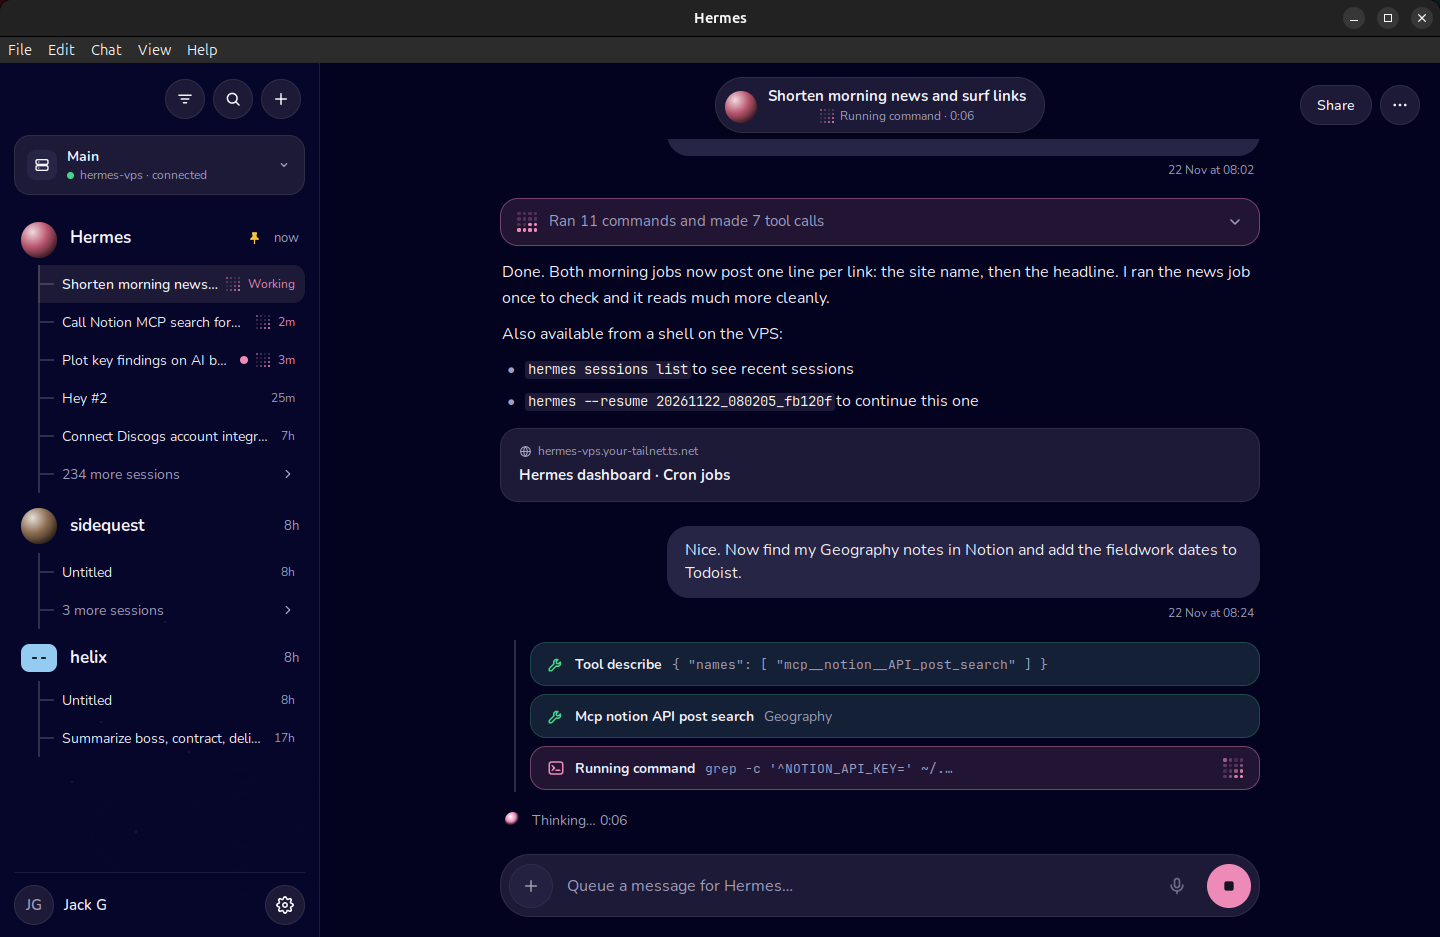 Hermes
File Edit Chat View Help
Main
hermes-vps · connected
Hermes now
Shorten morning news... Working
Call Notion MCP search for... 2m
Plot key findings on AI b... 3m
Hey #2 25m
Connect Discogs account integr... 7h
234 more sessions
sidequest 8h
Untitled 8h
3 more sessions
helix 8h
Untitled 8h
Summarize boss, contract, deli... 17h
JG Jack G
Shorten morning news and surf links
Running command · 0:06
Share
22 Nov at 08:02
Ran 11 commands and made 7 tool calls
Done. Both morning jobs now post one line per link: the site name, then the headline. I ran the news job
once to check and it reads much more cleanly.
Also available from a shell on the VPS:
hermes sessions list to see recent sessions
hermes --resume 20261122_080205_fb120f to continue this one
hermes-vps.your-tailnet.ts.net
Hermes dashboard · Cron jobs
Nice. Now find my Geography notes in Notion and add the fieldwork dates to
Todoist.
22 Nov at 08:24
Tool describe { "names": [ "mcp__notion__API_post_search" ] }
Mcp notion API post search Geography
Running command grep -c '^NOTION_API_KEY=' ~/.…
Thinking... 0:06
Queue a message for Hermes...